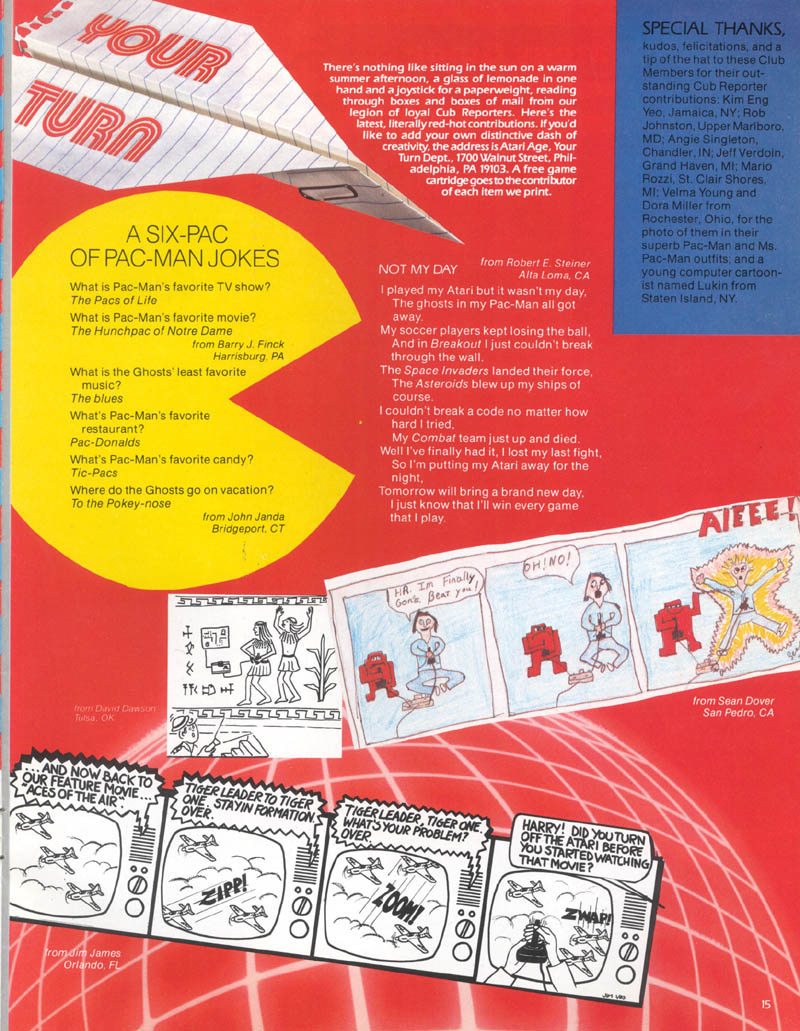 YOUR
TURN
There's nothing like sitting in the sun on a warm
summer afternoon, a glass of lemonade in one
hand and a joystick for a paperweight, reading
through boxes and boxes of mail from our
legion of loyal Cub Reporters. Here's the
latest, literally red-hot contributions. If you'd
like to add your own distinctive dash of
creativity, the address is Atari Age, Your
Turn Dept., 1700 Walnut Street, Phil-
adelphia, PA 19103. A free game
cartridge goes to the contributor
of each item we print.
SPECIAL THANKS,
kudos, felicitations, and a
tip of the hat to these Club
Members for their out-
standing Cub Reporter
contributions: Kim Eng
Yeo, Jamaica, NY; Rob
Johnston, Upper Marlboro,
MD; Angie Singleton,
Chandler, IN; Jeff Verdoin,
Grand Haven, MI; Mario
Rozzi, St. Clair Shores,
MI; Velma Young and
Dora Miller from
Rochester, Ohio, for the
photo of them in their
superb Pac-Man and Ms.
Pac-Man outfits; and a
young computer cartoon-
ist named Lukin from
Staten Island, NY.
A SIX-PAC
OF PAC-MAN JOKES
What is Pac-Man's favorite TV show?
The Pacs of Life
What is Pac-Man's favorite movie?
The Hunchpac of Notre Dame
from Barry J. Finck
Harrisburg, PA
What is the Ghosts' least favorite
music?
The blues
What's Pac-Man's favorite
restaurant?
Pac-Donalds
What's Pac-Man's favorite candy?
Tic-Pacs
Where do the Ghosts go on vacation?
To the Pokey-nose
from John Janda
Bridgeport, CT
NOT MY DAY
from Robert E. Steiner
Alta Loma, CA
I played my Atari but it wasn't my day,
The ghosts in my Pac-Man all got
away.
My soccer players kept losing the ball,
And in Breakout I just couldn't break
through the wall.
The Space Invaders landed their force,
The Asteroids blew up my ships of
course.
I couldn't break a code no matter how
hard I tried,
My Combat team just up and died.
Well I've finally had it, I lost my last fight,
So I'm putting my Atari away for the
night,
Tomorrow will bring a brand new day,
I just know that I'll win every game
that I play.
HA. Im Finally
Gon'a Beat you!
OH! NO!
AIEEE!
from Sean Dover
San Pedro, CA
from David Dawson
Tulsa, OK
...AND NOW BACK TO
OUR FEATURE MOVIE...
"ACES OF THE AIR".
TIGER LEADER TO TIGER
ONE, STAY IN FORMATION.
OVER.
ZIPP!
TIGER LEADER, TIGER ONE.
WHAT'S YOUR PROBLEM?
OVER.
ZOOM!
HARRY! DID YOU TURN
OFF THE ATARI BEFORE
YOU STARTED WATCHING
THAT MOVIE?
ZWAP!
from Jim James
Orlando, FL
15